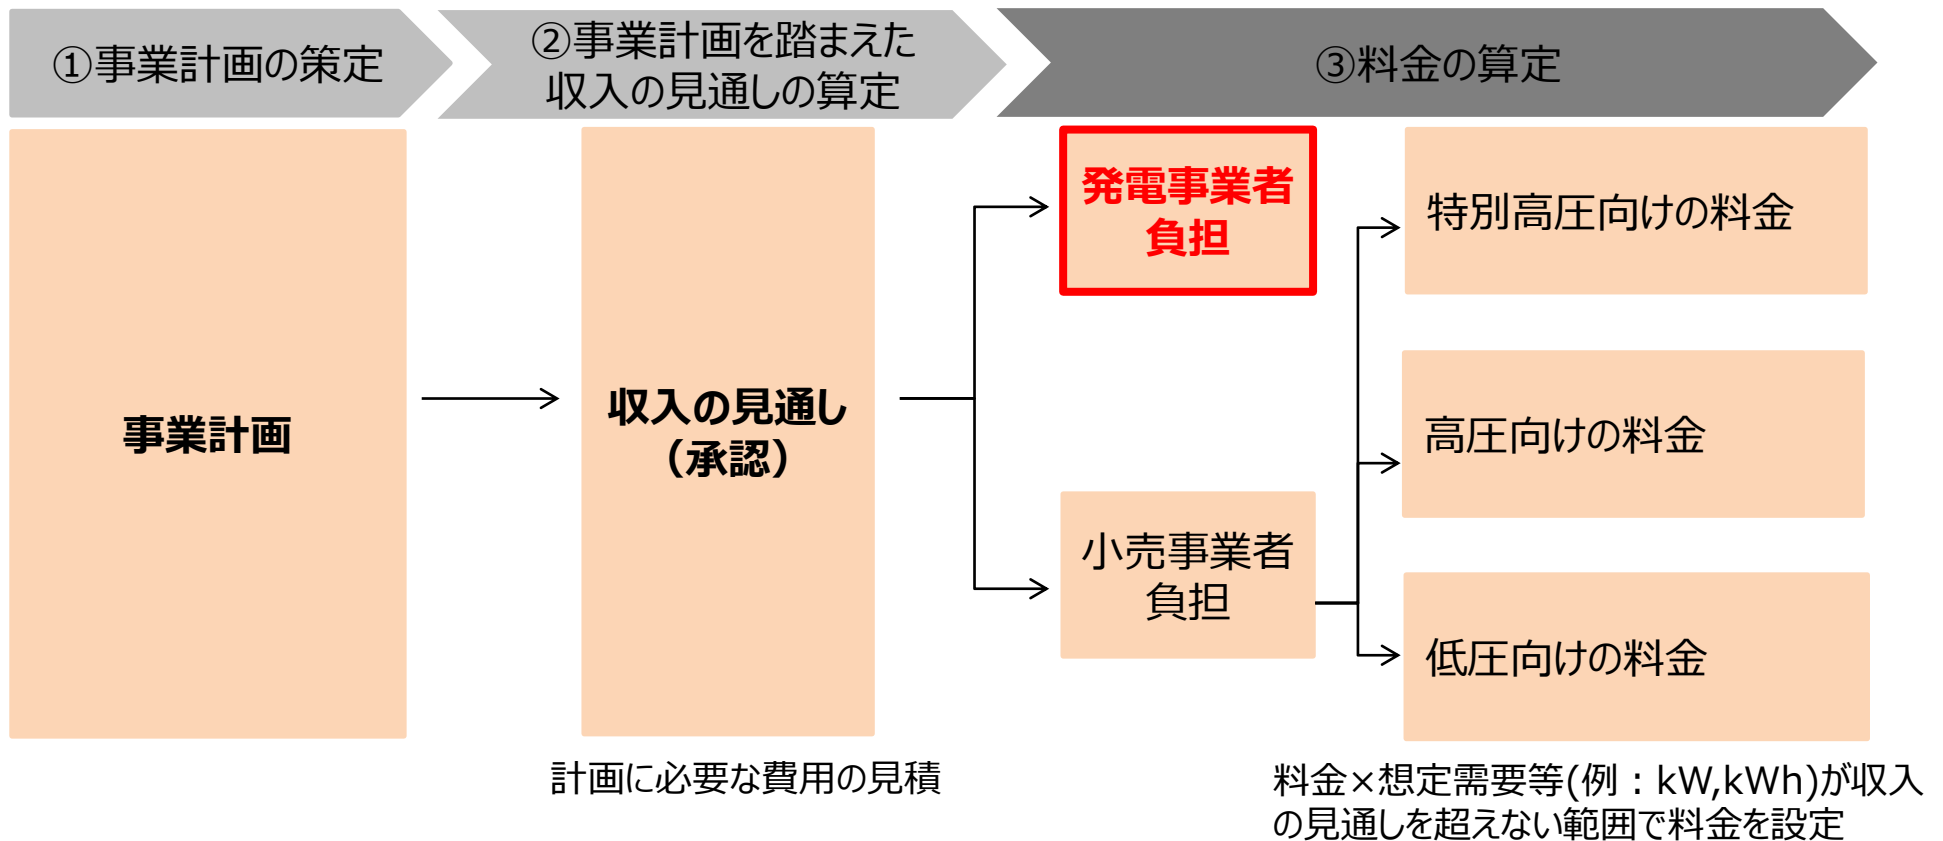 ①事業計画の策定
②事業計画を踏まえた
収入の見通しの算定
③料金の算定
事業計画
収入の見通し
（承認）
計画に必要な費用の見積
発電事業者
負担
小売事業者
負担
特別高圧向けの料金
高圧向けの料金
低圧向けの料金
料金×想定需要等(例：kW,kWh)が収入
の見通しを超えない範囲で料金を設定